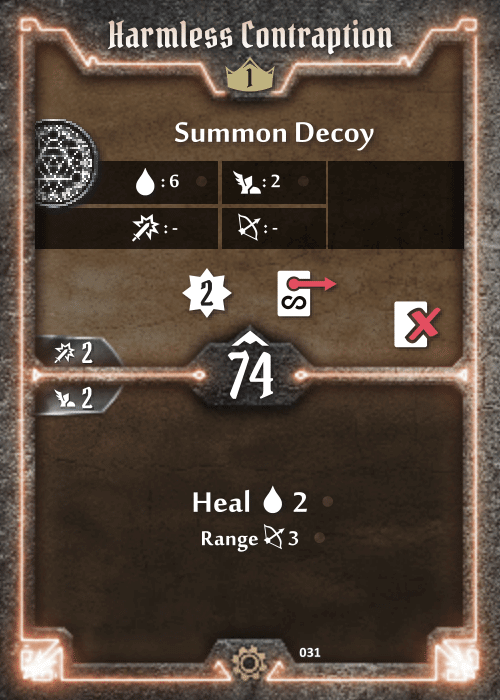 Harmless Contraption
1
Summon Decoy
: 6 : 2
: - : -
2
2
74
2
Heal 2
Range 3
031